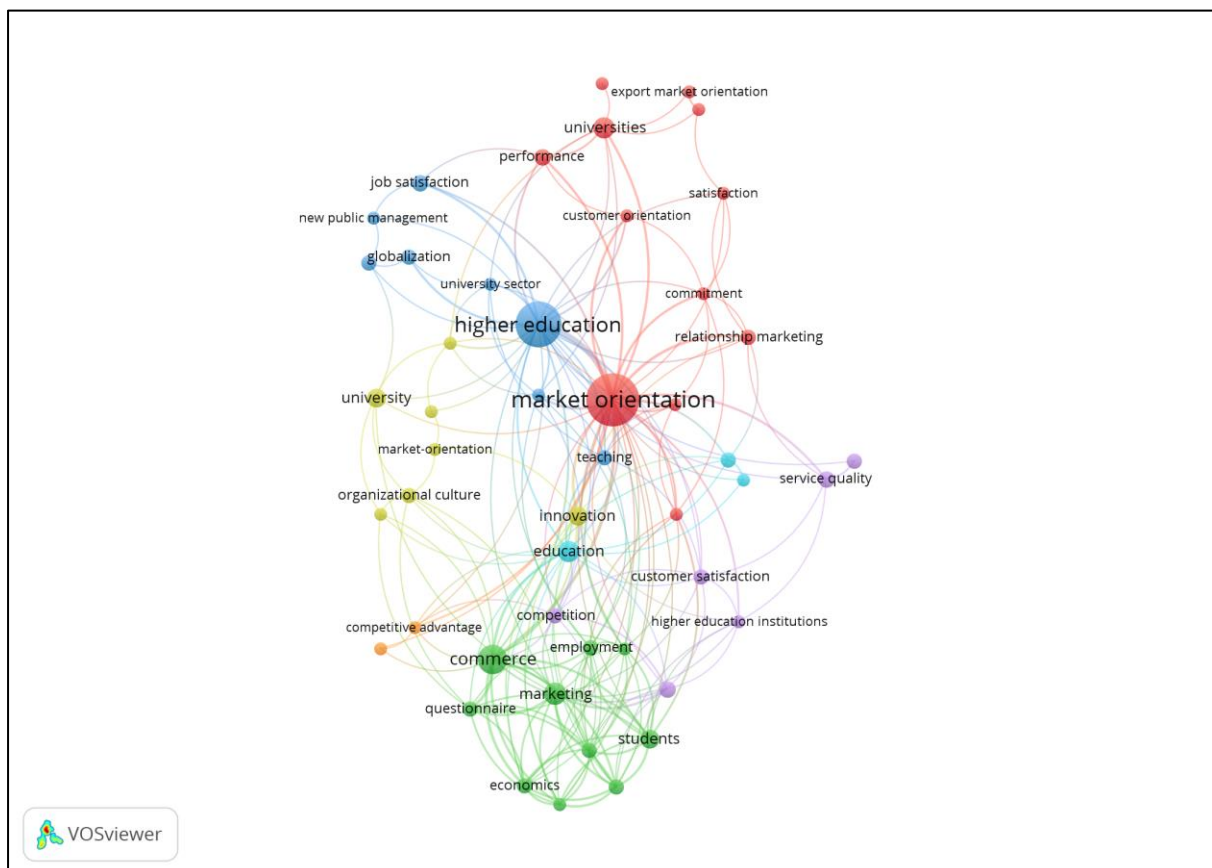 export market orientation
universities
performance
job satisfaction
satisfaction
new public management
customer orientation
globalization
university sector
commitment
higher education
relationship marketing
university
market orientation
market-orientation
teaching
service quality
organizational culture
innovation
education
customer satisfaction
competition
higher education institutions
competitive advantage
employment
commerce
marketing
questionnaire
students
economics
VOSviewer